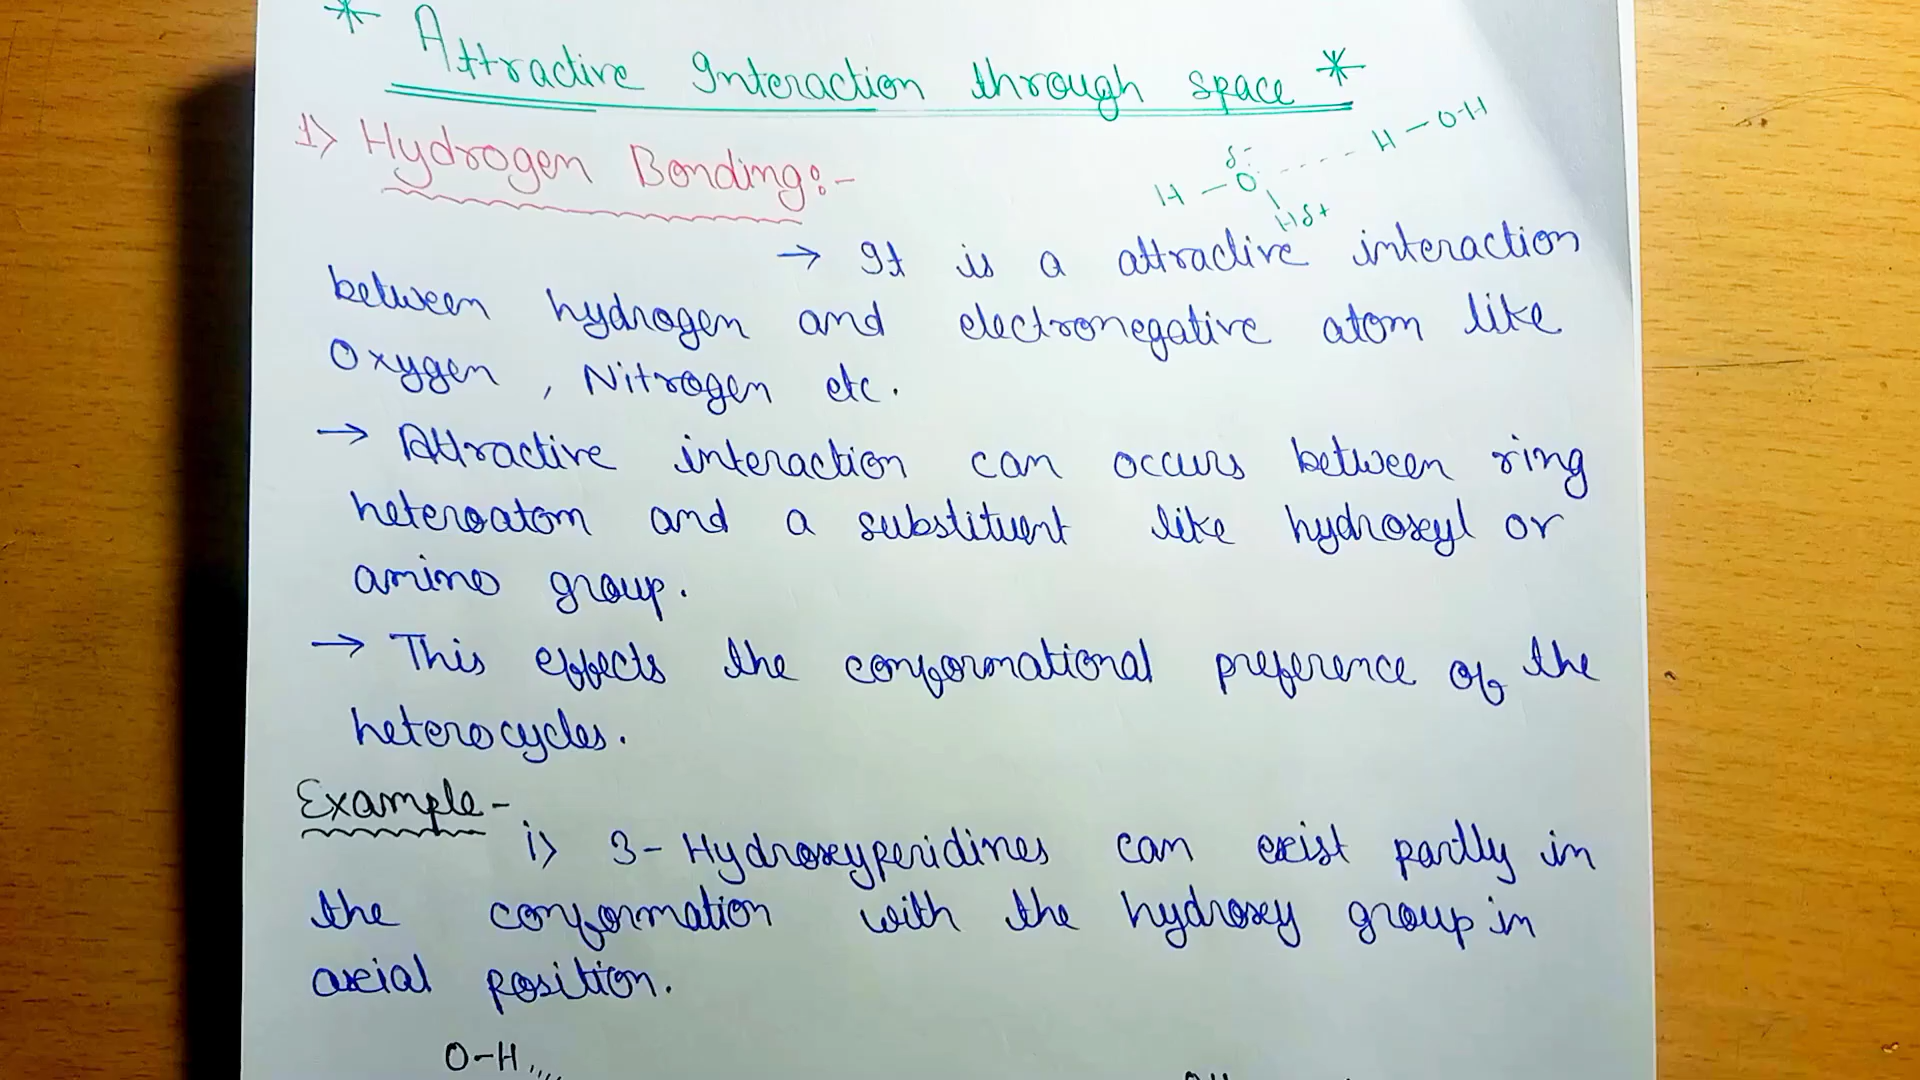 * Attractive Interaction through space *
1) Hydrogen Bonding:-
H - O δ- ---- H - O-H
Hδ+
→ It is a attractive interaction
between hydrogen and electronegative atom like
Oxygen, Nitrogen etc.
→ Attractive interaction can occurs between ring
heteroatom and a substituent like hydroxyl or
amino group.
→ This effects the conformational preference of the
heterocycles.
Example-
i) 3-Hydroxyperidines can exist partly in
the conformation with the hydroxy group in
axial position.
O-H,,,,